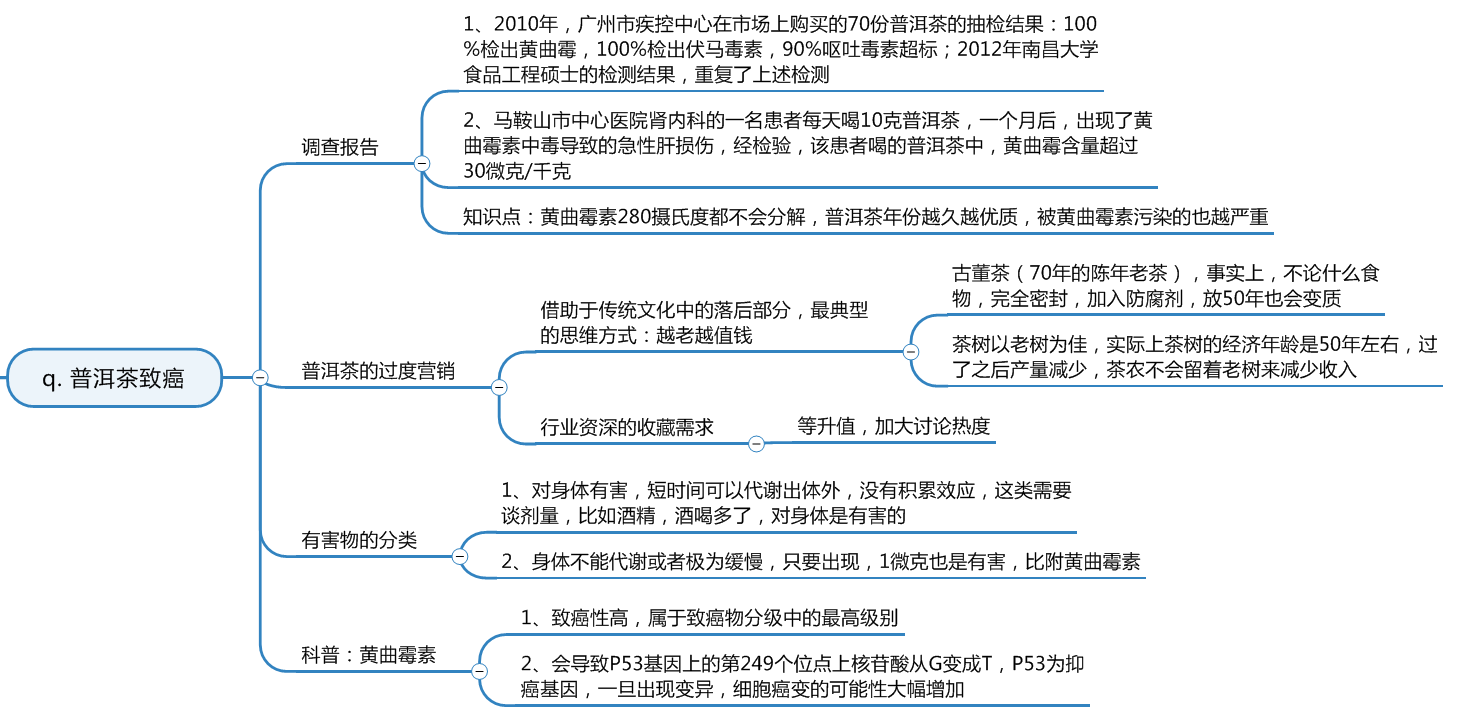 q. 普洱茶致癌
调查报告
1、2010年，广州市疾控中心在市场上购买的70份普洱茶的抽检结果：100
%检出黄曲霉，100%检出伏马毒素，90%呕吐毒素超标；2012年南昌大学
食品工程硕士的检测结果，重复了上述检测
2、马鞍山市中心医院肾内科的一名患者每天喝10克普洱茶，一个月后，出现了黄
曲霉素中毒导致的急性肝损伤，经检验，该患者喝的普洱茶中，黄曲霉含量超过
30微克/千克
知识点：黄曲霉素280摄氏度都不会分解，普洱茶年份越久越优质，被黄曲霉素污染的也越严重
普洱茶的过度营销
借助于传统文化中的落后部分，最典型
的思维方式：越老越值钱
古董茶（70年的陈年老茶），事实上，不论什么食
物，完全密封，加入防腐剂，放50年也会变质
茶树以老树为佳，实际上茶树的经济年龄是50年左右，过
了之后产量减少，茶农不会留着老树来减少收入
行业资深的收藏需求
等升值，加大讨论热度
有害物的分类
1、对身体有害，短时间可以代谢出体外，没有积累效应，这类需要
谈剂量，比如酒精，酒喝多了，对身体是有害的
2、身体不能代谢或者极为缓慢，只要出现，1微克也是有害，比附黄曲霉素
科普：黄曲霉素
1、致癌性高，属于致癌物分级中的最高级别
2、会导致P53基因上的第249个位点上核苷酸从G变成T，P53为抑
癌基因，一旦出现变异，细胞癌变的可能性大幅增加